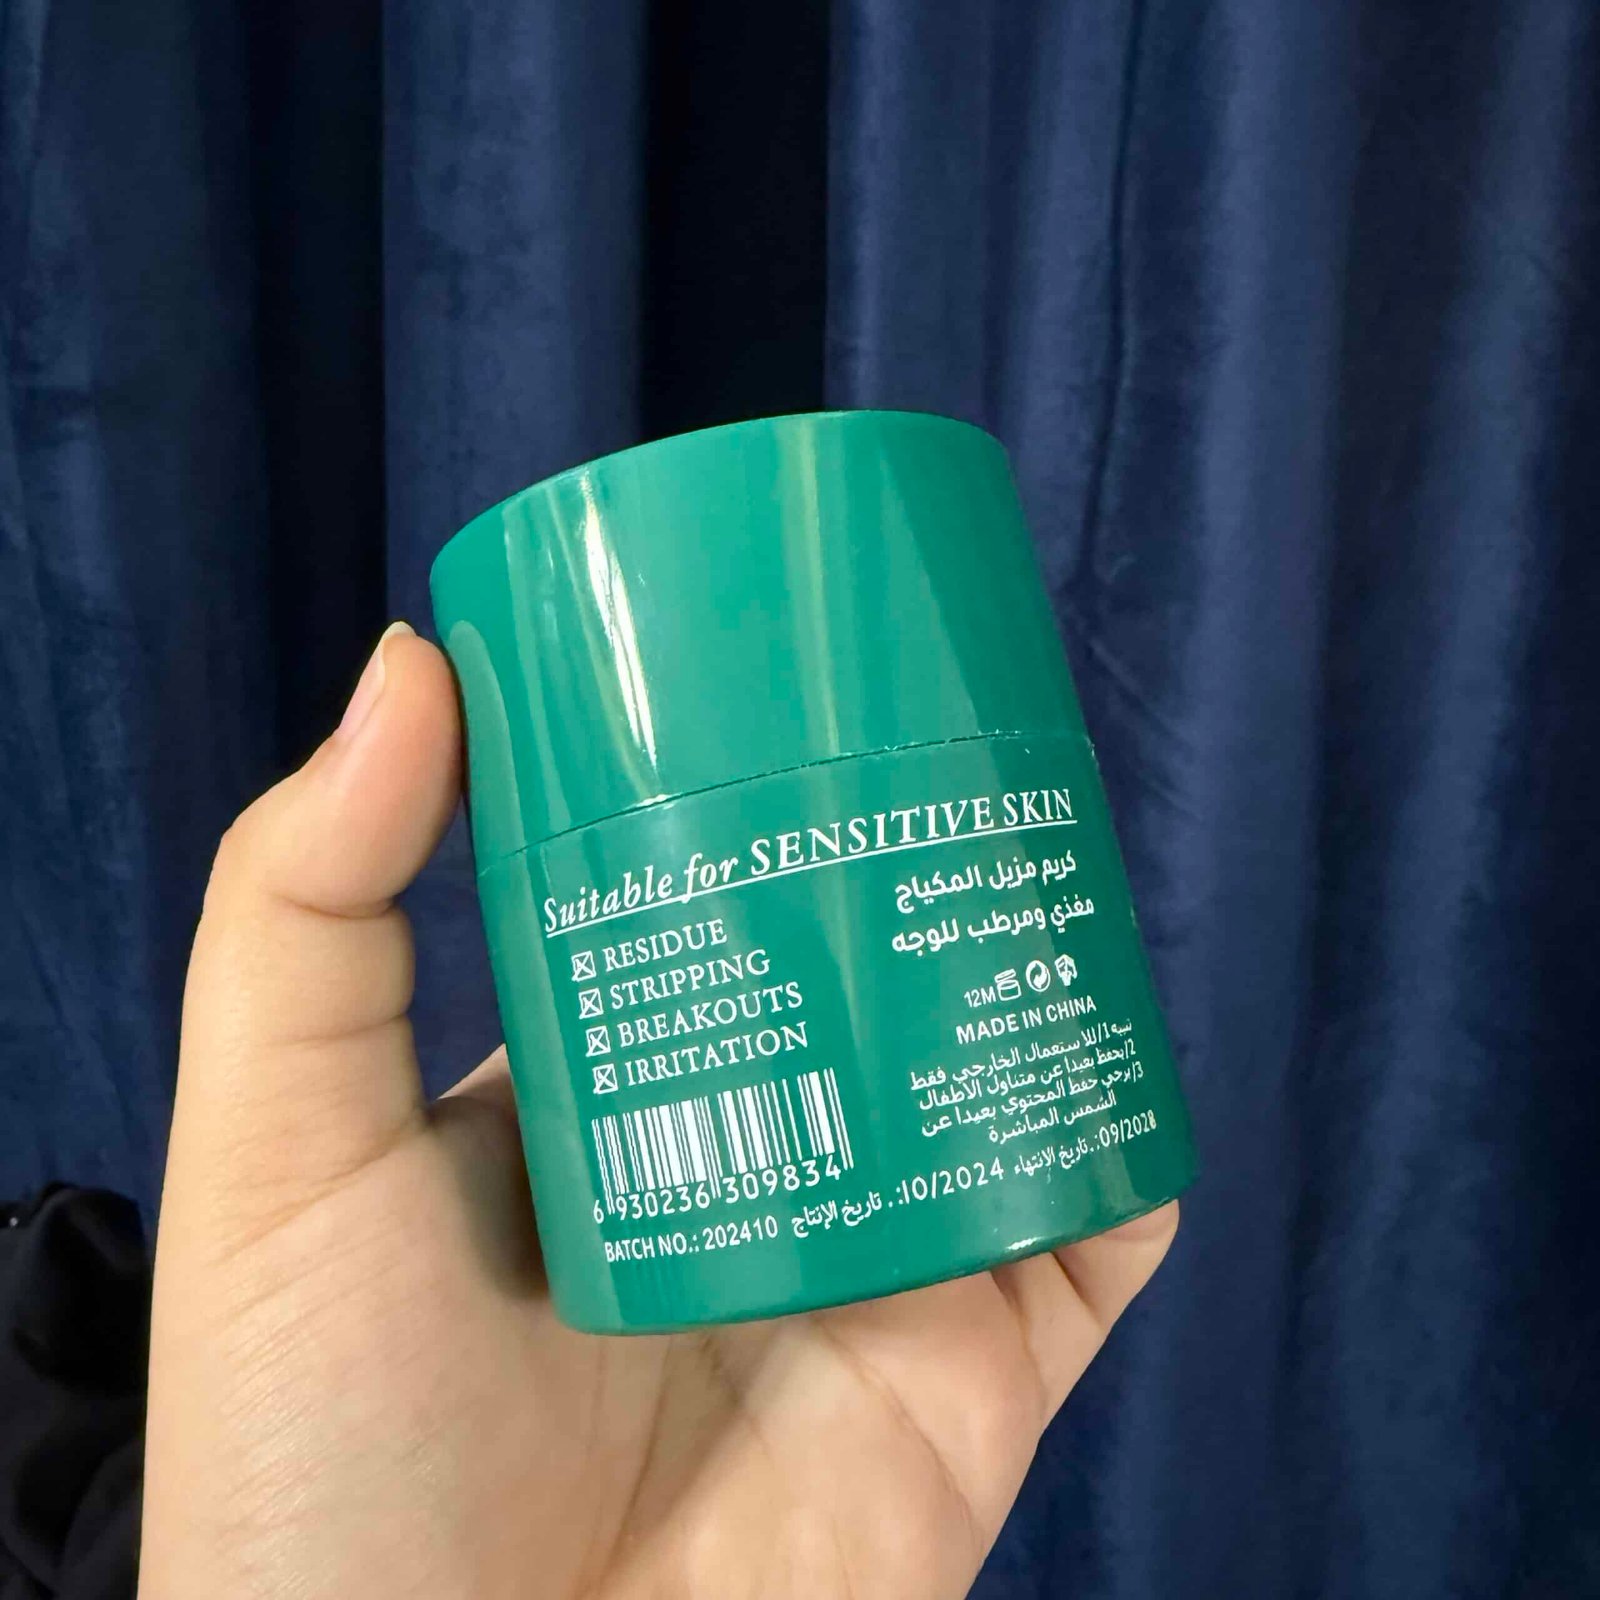 Suitable for SENSITIVE SKIN
☒ RESIDUE
☒ STRIPPING
☒ BREAKOUTS
☒ IRRITATION
6 930236 309834
BATCH NO.: 202410
كريم مزيل المكياج
مغذي ومرطب للوجه
12M
MADE IN CHINA
تنبيه 1/للاستعمال الخارجي فقط
2/يحفظ بعيدا عن متناول الاطفال
3/يرجي حفظ المحتوي بعيدا عن
الشمس المباشرة
تاريخ الإنتاج .:10/2024 تاريخ الانتهاء.:09/2028